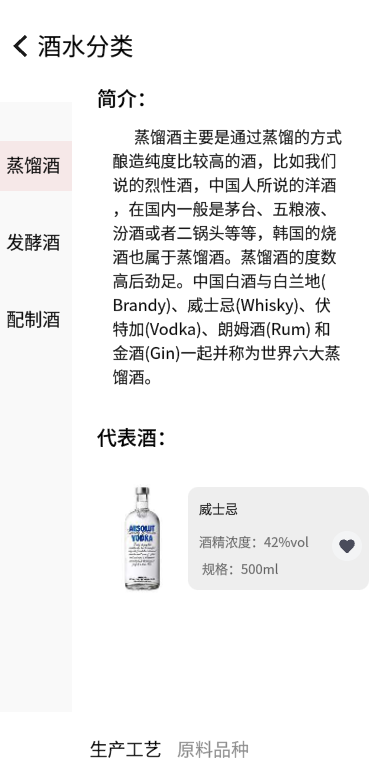 酒水分类
简介：
蒸馏酒主要是通过蒸馏的方式
酿造纯度比较高的酒，比如我们
说的烈性酒，中国人所说的洋酒
，在国内一般是茅台、五粮液、
汾酒或者二锅头等等，韩国的烧
酒也属于蒸馏酒。蒸馏酒的度数
高后劲足。中国白酒与白兰地(
Brandy)、威士忌(Whisky)、伏
特加(Vodka)、朗姆酒(Rum) 和
金酒(Gin)一起并称为世界六大蒸
馏酒。
蒸馏酒
发酵酒
配制酒
代表酒：
ABSOLUT
VODKA
威士忌
酒精浓度：42%vol
规格：500ml
生产工艺 原料品种